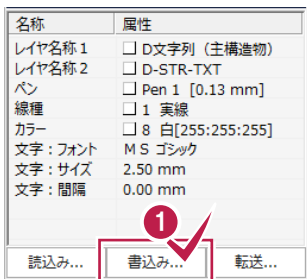 名称 属性
レイヤ名称1 D文字列（主構造物）
レイヤ名称2 D-STR-TXT
ペン Pen 1 [0.13 mm]
線種 1 実線
カラー 8 白[255:255:255]
文字：フォント ＭＳ ゴシック
文字：サイズ 2.50 mm
文字：間隔 0.00 mm
1
読込み... 書込み... 転送...